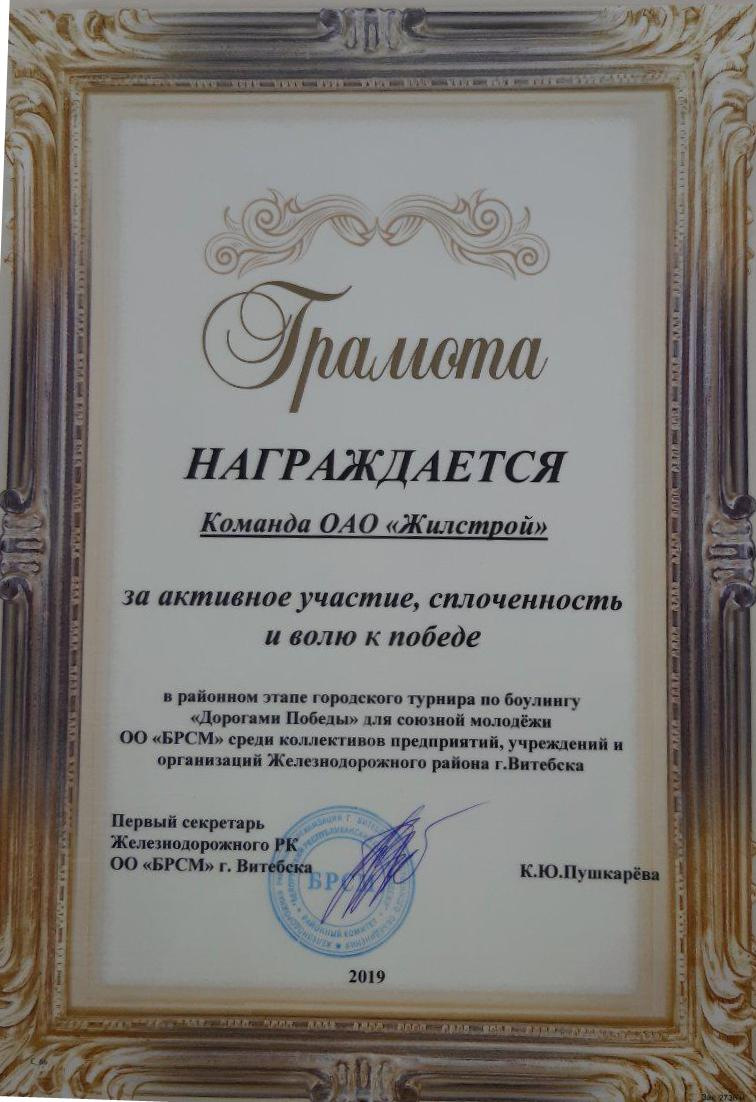 Грамота
НАГРАЖДАЕТСЯ
Команда ОАО «Жилстрой»
за активное участие, сплоченность
и волю к победе
в районном этапе городского турнира по боулингу
«Дорогами Победы» для союзной молодёжи
ОО «БРСМ» среди коллективов предприятий, учреждений и
организаций Железнодорожного района г.Витебска
Первый секретарь
Железнодорожного РК
ОО «БРСМ» г. Витебска
К.Ю.Пушкарёва
БРСМ
РАЙОННЫЙ КОМИТЕТ
2019